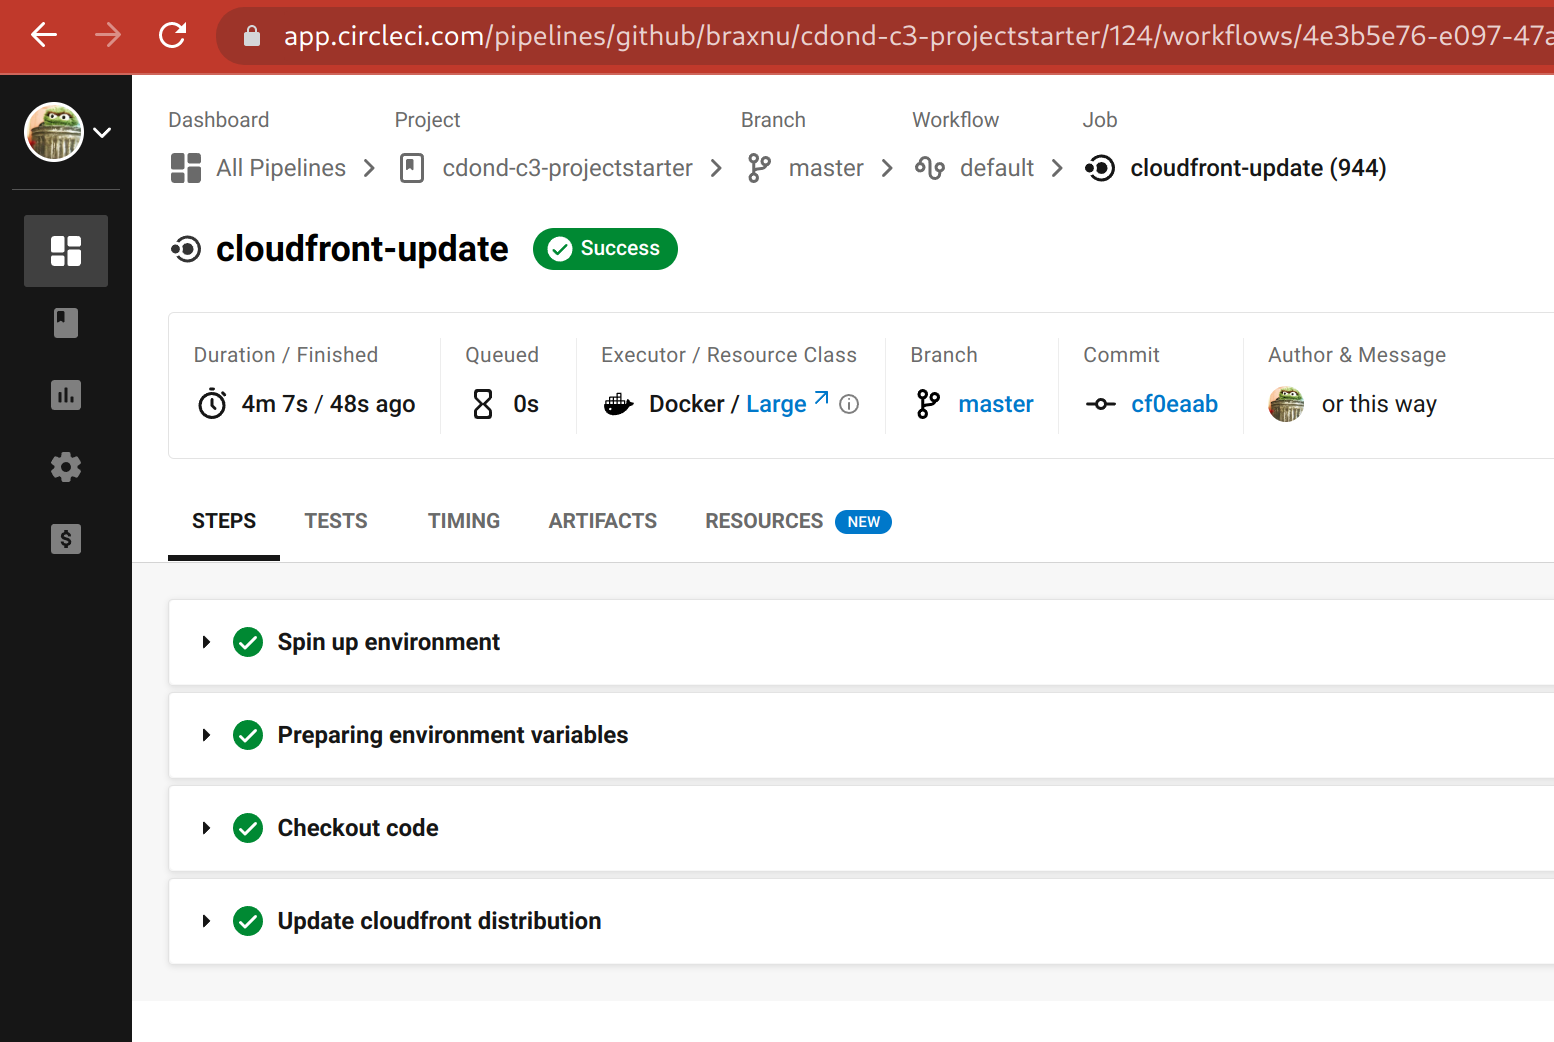 app.circleci.com/pipelines/github/braxnu/cdond-c3-projectstarter/124/workflows/4e3b5e76-e097-47a
Dashboard Project Branch Workflow Job
All Pipelines cdond-c3-projectstarter master default cloudfront-update (944)
cloudfront-update Success
Duration / Finished Queued Executor / Resource Class Branch Commit Author & Message
4m 7s / 48s ago 0s Docker / Large master cf0eaab or this way
STEPS TESTS TIMING ARTIFACTS RESOURCES NEW
Spin up environment
Preparing environment variables
Checkout code
Update cloudfront distribution